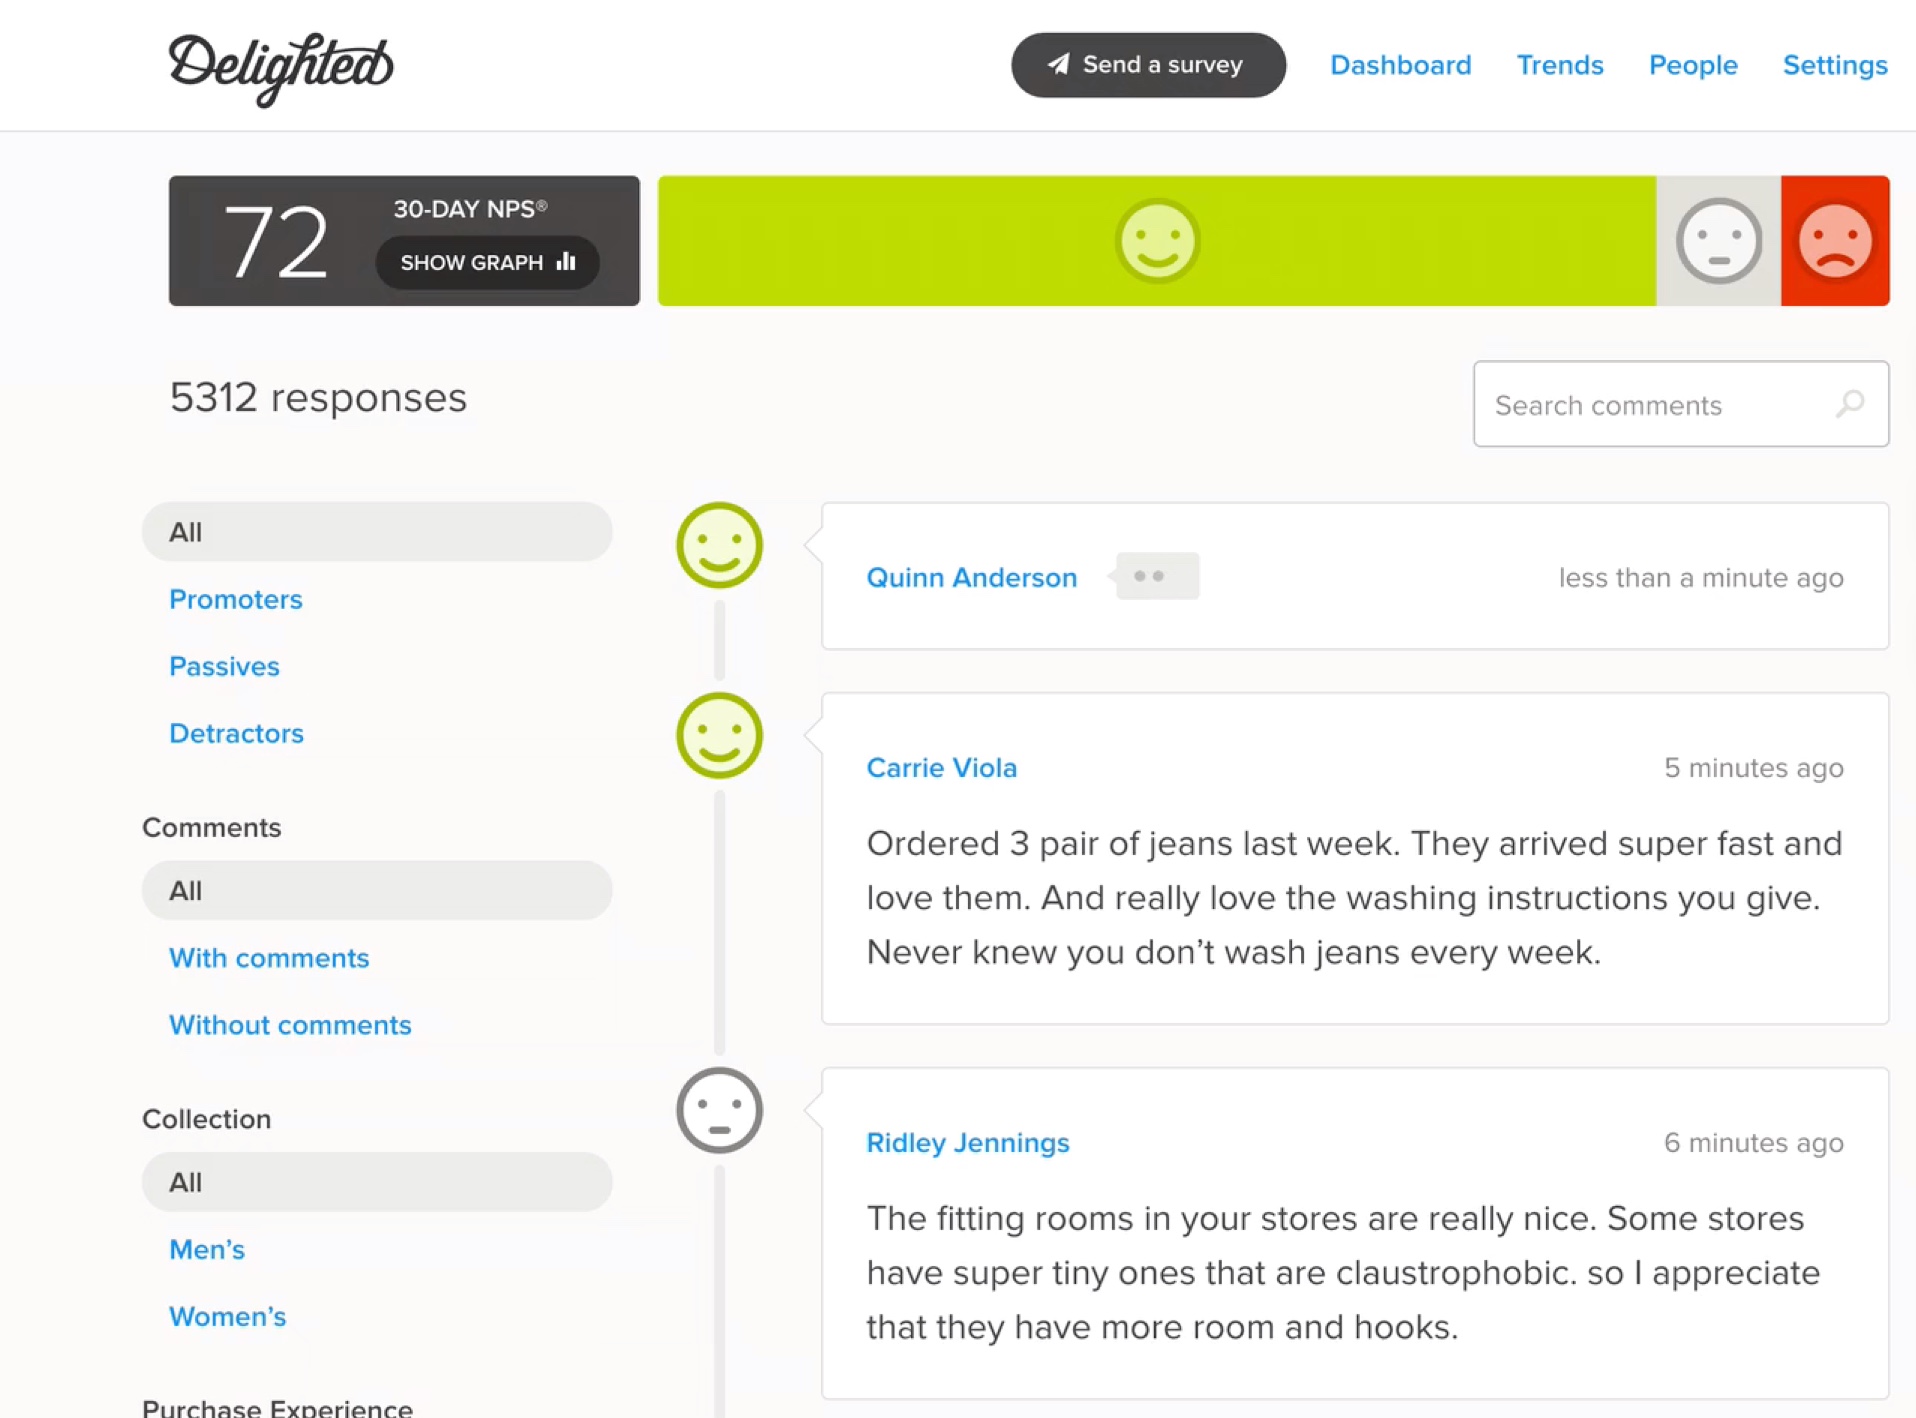 Delighted
Send a survey
Dashboard
Trends
People
Settings
72
30-DAY NPS®
SHOW GRAPH
5312 responses
Search comments
All
Promoters
Passives
Detractors
Comments
All
With comments
Without comments
Collection
All
Men’s
Women’s
Purchase Experience
Quinn Anderson
less than a minute ago
Carrie Viola
5 minutes ago
Ordered 3 pair of jeans last week. They arrived super fast and
love them. And really love the washing instructions you give.
Never knew you don’t wash jeans every week.
Ridley Jennings
6 minutes ago
The fitting rooms in your stores are really nice. Some stores
have super tiny ones that are claustrophobic. so I appreciate
that they have more room and hooks.